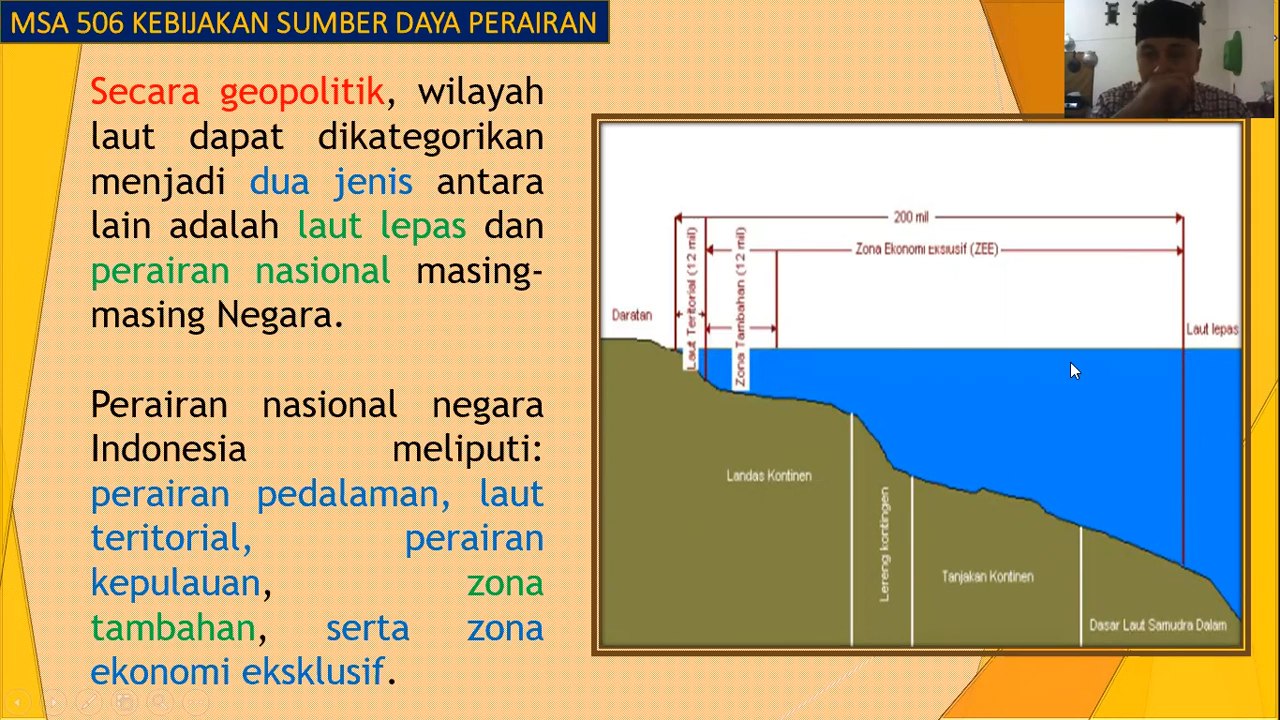 MSA 506 KEBIJAKAN SUMBER DAYA PERAIRAN
Secara geopolitik, wilayah
laut dapat dikategorikan
menjadi dua jenis antara
lain adalah laut lepas dan
perairan nasional masing-
masing Negara.
Perairan nasional negara
Indonesia meliputi:
perairan pedalaman, laut
teritorial, perairan
kepulauan, zona
tambahan, serta zona
ekonomi eksklusif.
200 mil
Zona Ekonomi Eksiusif (ZEE)
Laut Teritorial (12 mil)
Zona Tambahan (12 mil)
Daratan
Laut lepas
Landas Kontinen
Lereng kontingen
Tanjakan Kontinen
Dasar Laut Samudra Dalam